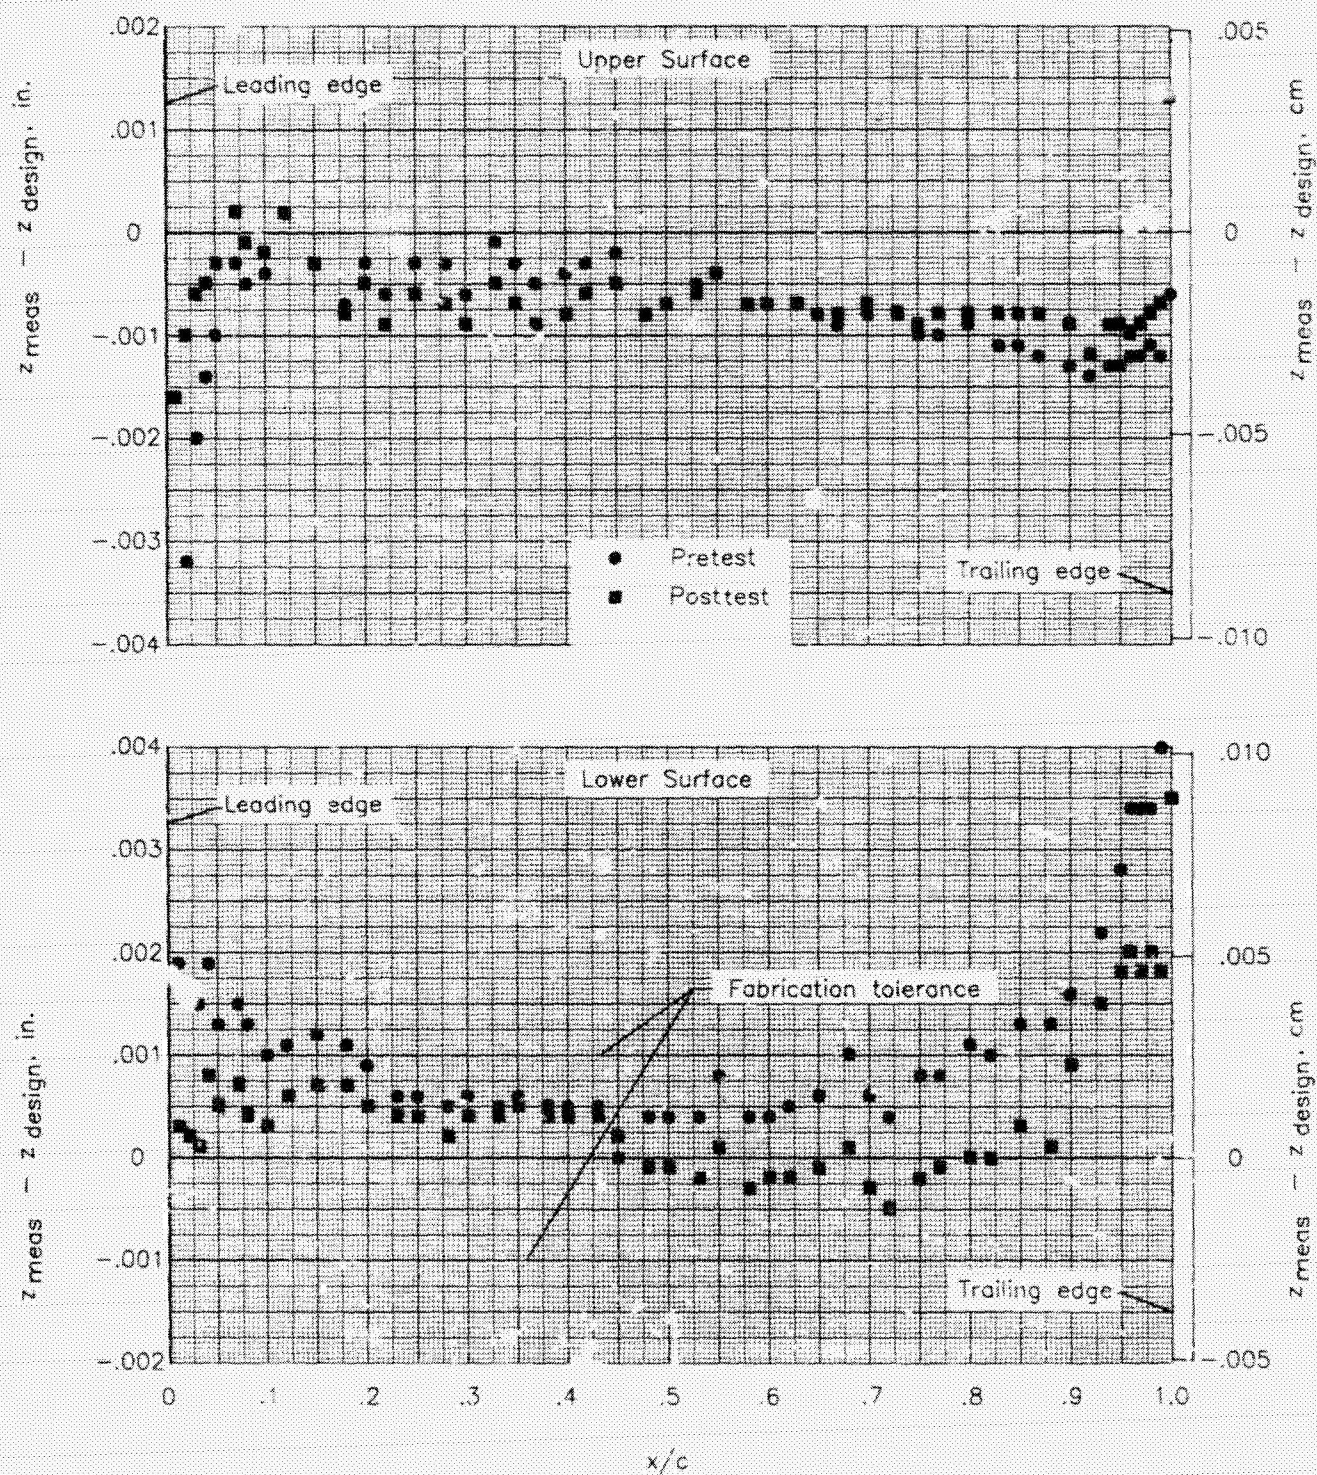 .002
.001
0
-.001
-.002
-.003
-.004
z meas - z design, in.
Upper Surface
Leading edge
.005
0
-.005
-.010
z meas - z design, cm
Pretest
Posttest
Trailing edge
.004
.003
.002
.001
0
-.001
-.002
z meas - z design, in.
Lower Surface
Leading edge
Fabrication tolerance
Trailing edge
.010
.005
0
-.005
z meas - z design, cm
0 .1 .2 .3 .4 .5 .6 .7 .8 .9 1.0
x/c